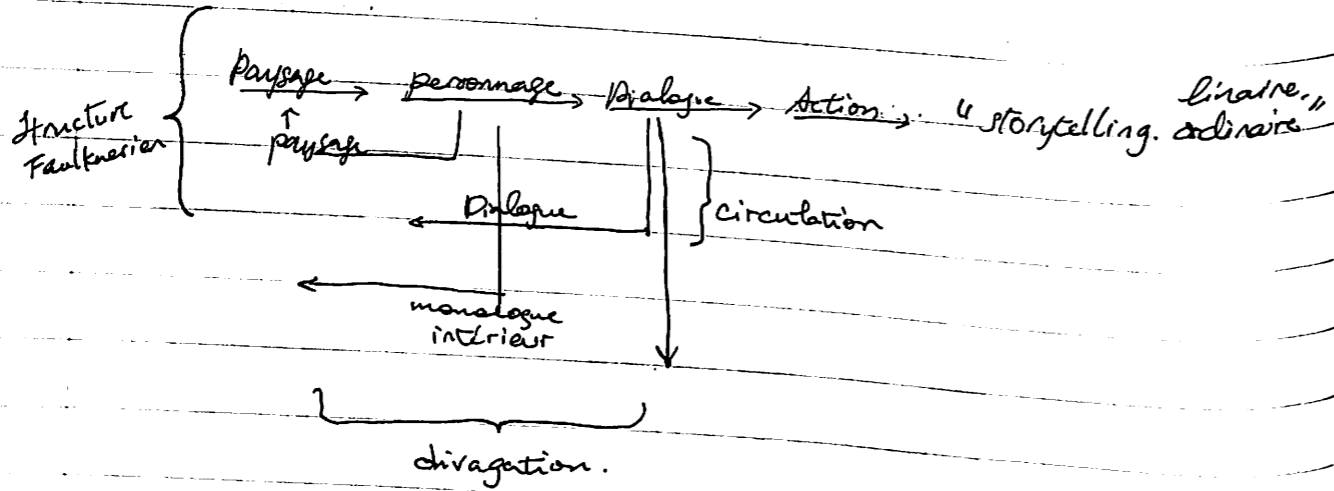 linaire
Paysage personnage Dialogue Action "storytelling. ordinaire"
Structure
Faulknerien
paysage
Dialogue
circulation
monologue
intérieur
divagation.